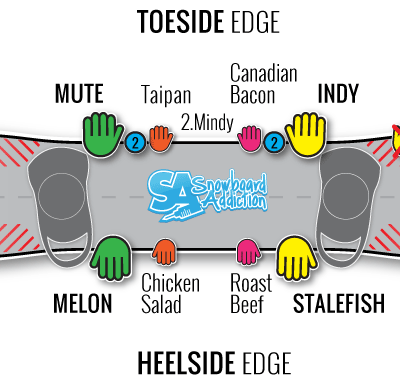 TOESIDE EDGE
Canadian
MUTE Taipan Bacon INDY
2.Mindy
2 2
SA Snowboard
Addiction
Chicken Roast
MELON Salad Beef STALEFISH
HEELSIDE EDGE